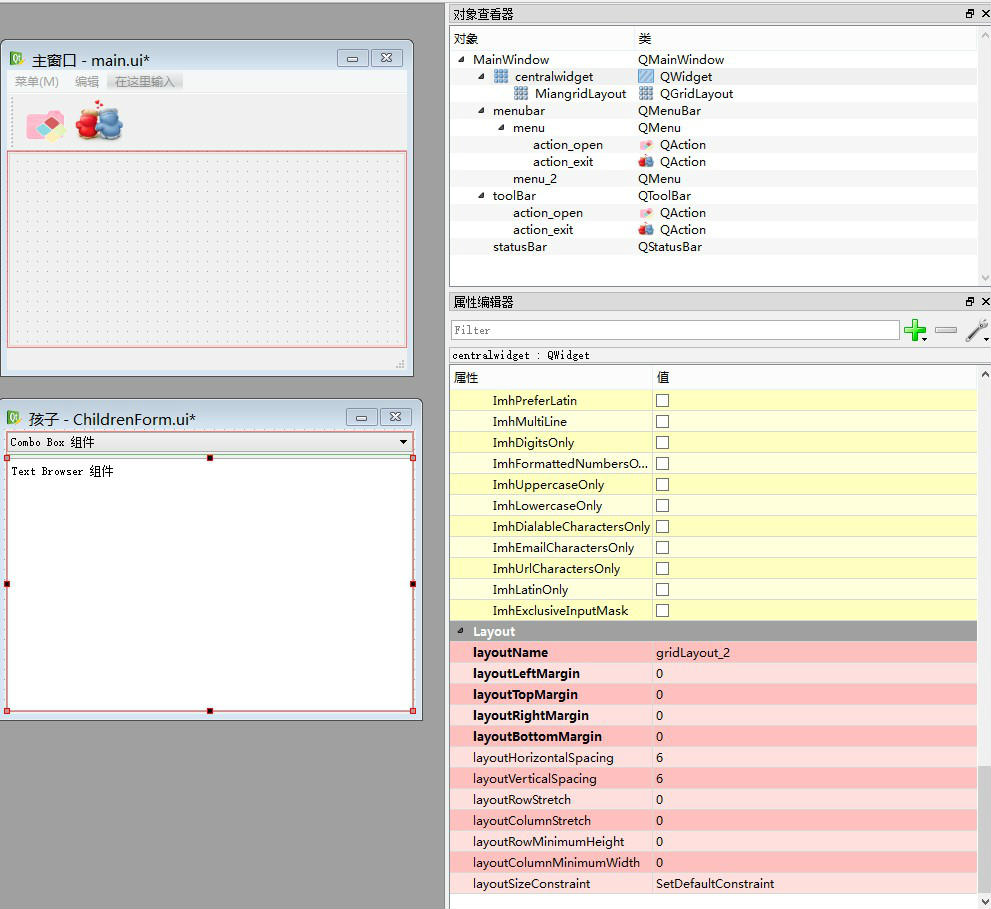 主窗口 - main.ui*
菜单(M) 编辑 在这里输入
孩子 - ChildrenForm.ui*
Combo Box 组件
Text Browser 组件
对象查看器
对象 类
MainWindow QMainWindow
centralwidget QWidget
MiangridLayout QGridLayout
menubar QMenuBar
menu QMenu
action_open QAction
action_exit QAction
menu_2 QMenu
toolBar QToolBar
action_open QAction
action_exit QAction
statusBar QStatusBar
属性编辑器
Filter
centralwidget : QWidget
属性 值
ImhPreferLatin
ImhMultiLine
ImhDigitsOnly
ImhFormattedNumbersO...
ImhUppercaseOnly
ImhLowercaseOnly
ImhDialableCharactersOnly
ImhEmailCharactersOnly
ImhUrlCharactersOnly
ImhLatinOnly
ImhExclusiveInputMask
Layout
layoutName gridLayout_2
layoutLeftMargin 0
layoutTopMargin 0
layoutRightMargin 0
layoutBottomMargin 0
layoutHorizontalSpacing 6
layoutVerticalSpacing 6
layoutRowStretch 0
layoutColumnStretch 0
layoutRowMinimumHeight 0
layoutColumnMinimumWidth 0
layoutSizeConstraint SetDefaultConstraint